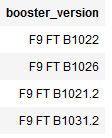 booster_version
F9 FT B1022
F9 FT B1026
F9 FT B1021.2
F9 FT B1031.2